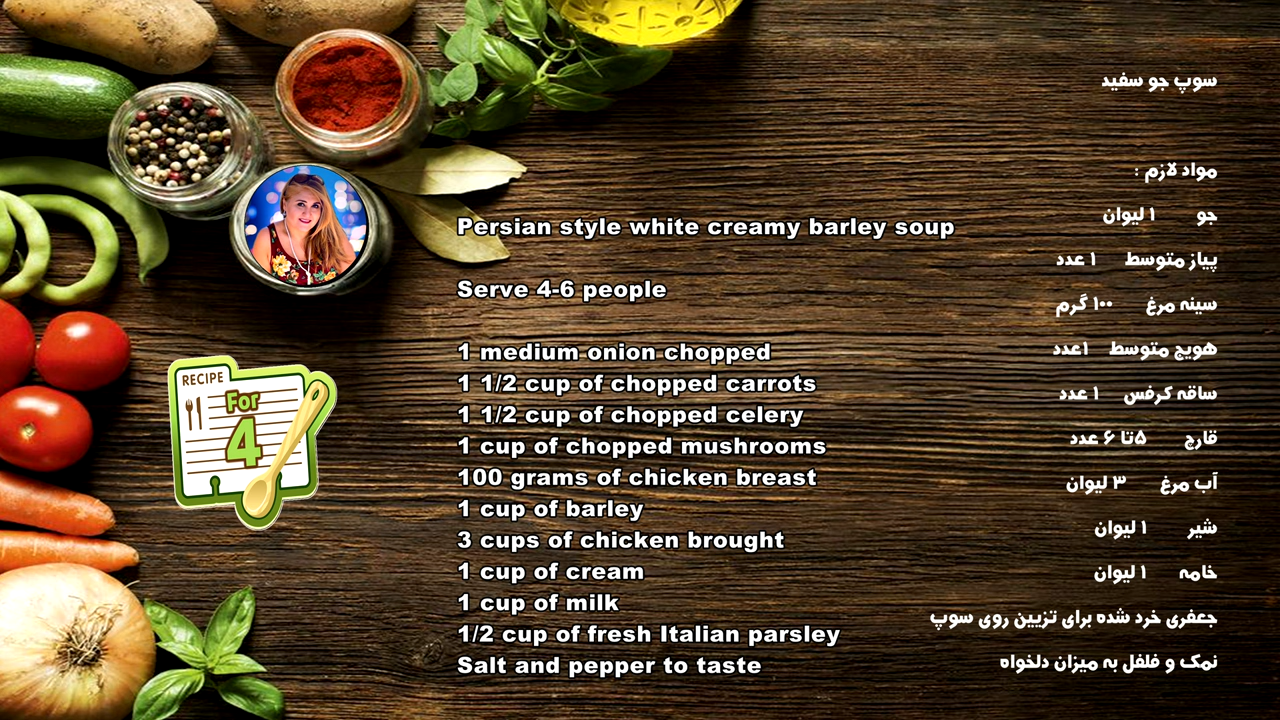 RECIPE
For
4
Persian style white creamy barley soup
Serve 4-6 people
1 medium onion chopped
1 1/2 cup of chopped carrots
1 1/2 cup of chopped celery
1 cup of chopped mushrooms
100 grams of chicken breast
1 cup of barley
3 cups of chicken brought
1 cup of cream
1 cup of milk
1/2 cup of fresh Italian parsley
Salt and pepper to taste
سوپ جو سفید
مواد لازم :
جو ۱ لیوان
پیاز متوسط ۱ عدد
سینه مرغ ۱۰۰ گرم
هویج متوسط ۱عدد
ساقه کرفس ۱ عدد
قارچ ۵تا ۶ عدد
آب مرغ ۳ لیوان
شیر ۱ لیوان
خامه ۱ لیوان
جعفری خرد شده برای تزیین روی سوپ
نمک و فلفل به میزان دلخواه